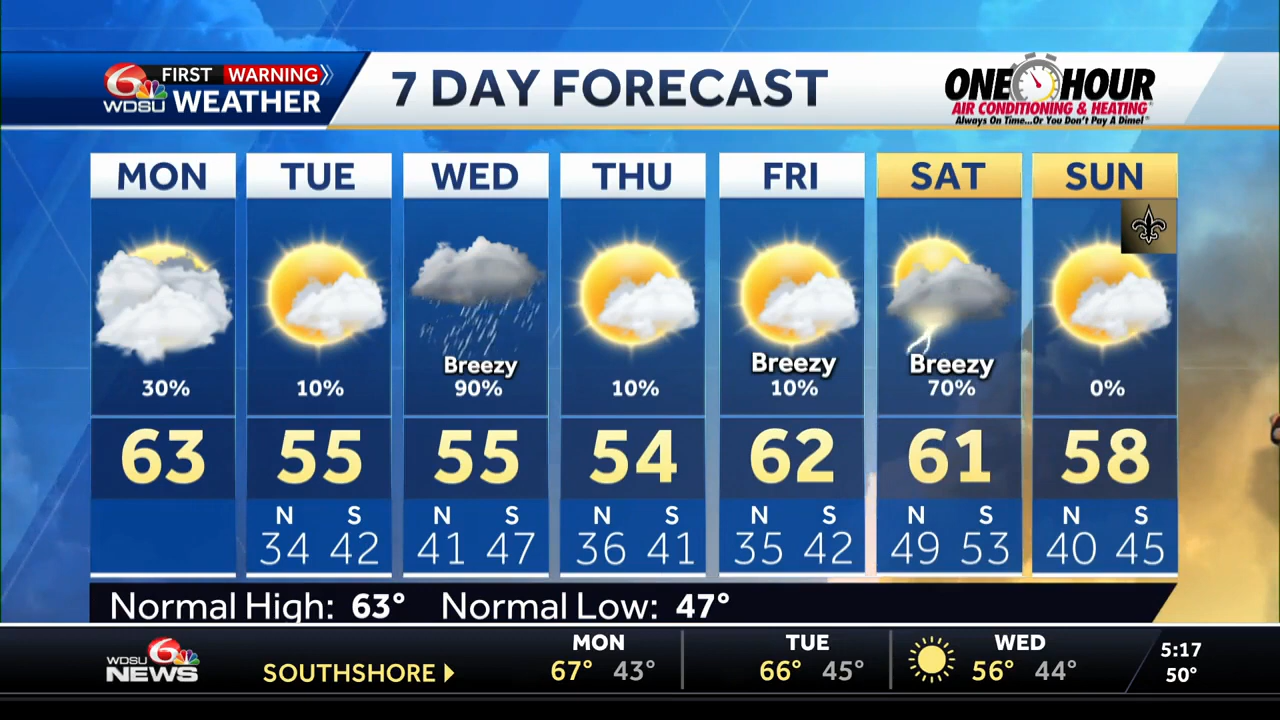 6 WDSU FIRST WARNING WEATHER
7 DAY FORECAST
ONE HOUR
AIR CONDITIONING & HEATING®
Always On Time...Or You Don't Pay A Dime!®
MON TUE WED THU FRI SAT SUN
Breezy Breezy Breezy
30% 10% 90% 10% 10% 70% 0%
63 55 55 54 62 61 58
N S N S N S N S N S N S
34 42 41 47 36 41 35 42 49 53 40 45
Normal High: 63° Normal Low: 47°
MON TUE WED
6 WDSU NEWS
SOUTHSHORE
67° 43° 66° 45° 56° 44°
5:17
50°